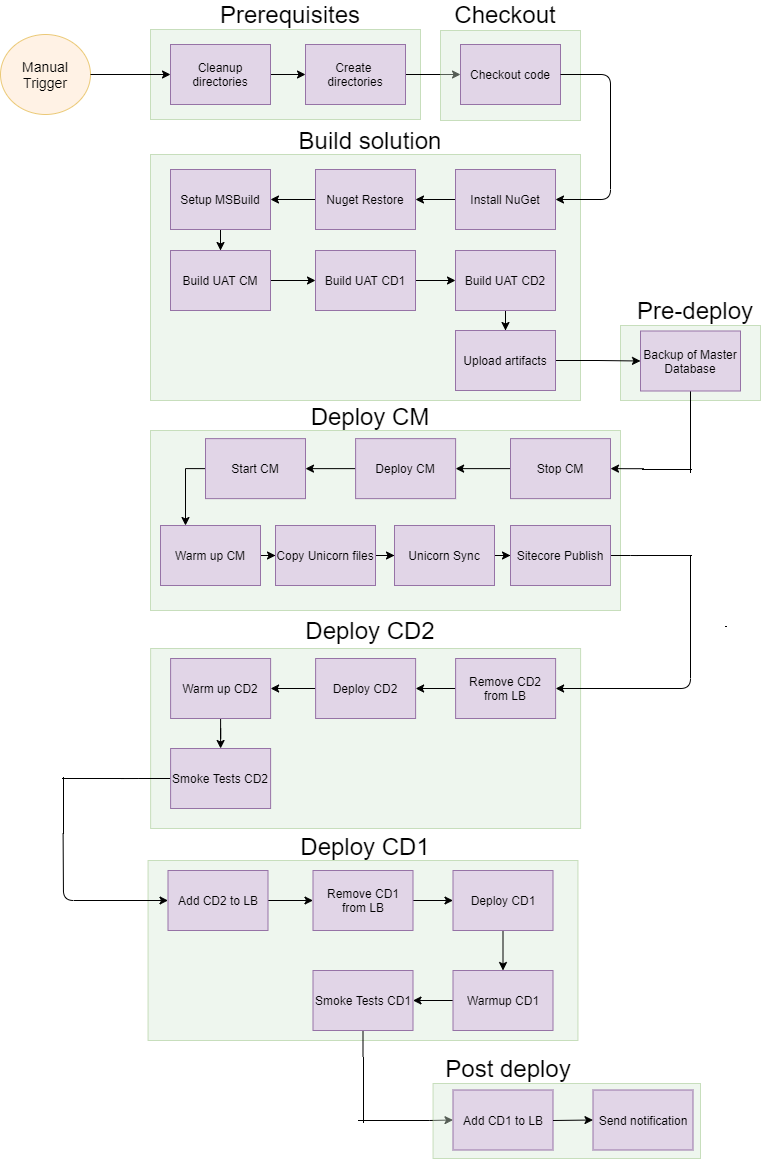 Prerequisites
Checkout
Manual
Trigger
Cleanup
directories
Create
directories
Checkout code
Build solution
Setup MSBuild
Nuget Restore
Install NuGet
Build UAT CM
Build UAT CD1
Build UAT CD2
Upload artifacts
Pre-deploy
Backup of Master
Database
Deploy CM
Start CM
Deploy CM
Stop CM
Warm up CM
Copy Unicorn files
Unicorn Sync
Sitecore Publish
Deploy CD2
Warm up CD2
Deploy CD2
Remove CD2
from LB
Smoke Tests CD2
Deploy CD1
Add CD2 to LB
Remove CD1
from LB
Deploy CD1
Smoke Tests CD1
Warmup CD1
Post deploy
Add CD1 to LB
Send notification